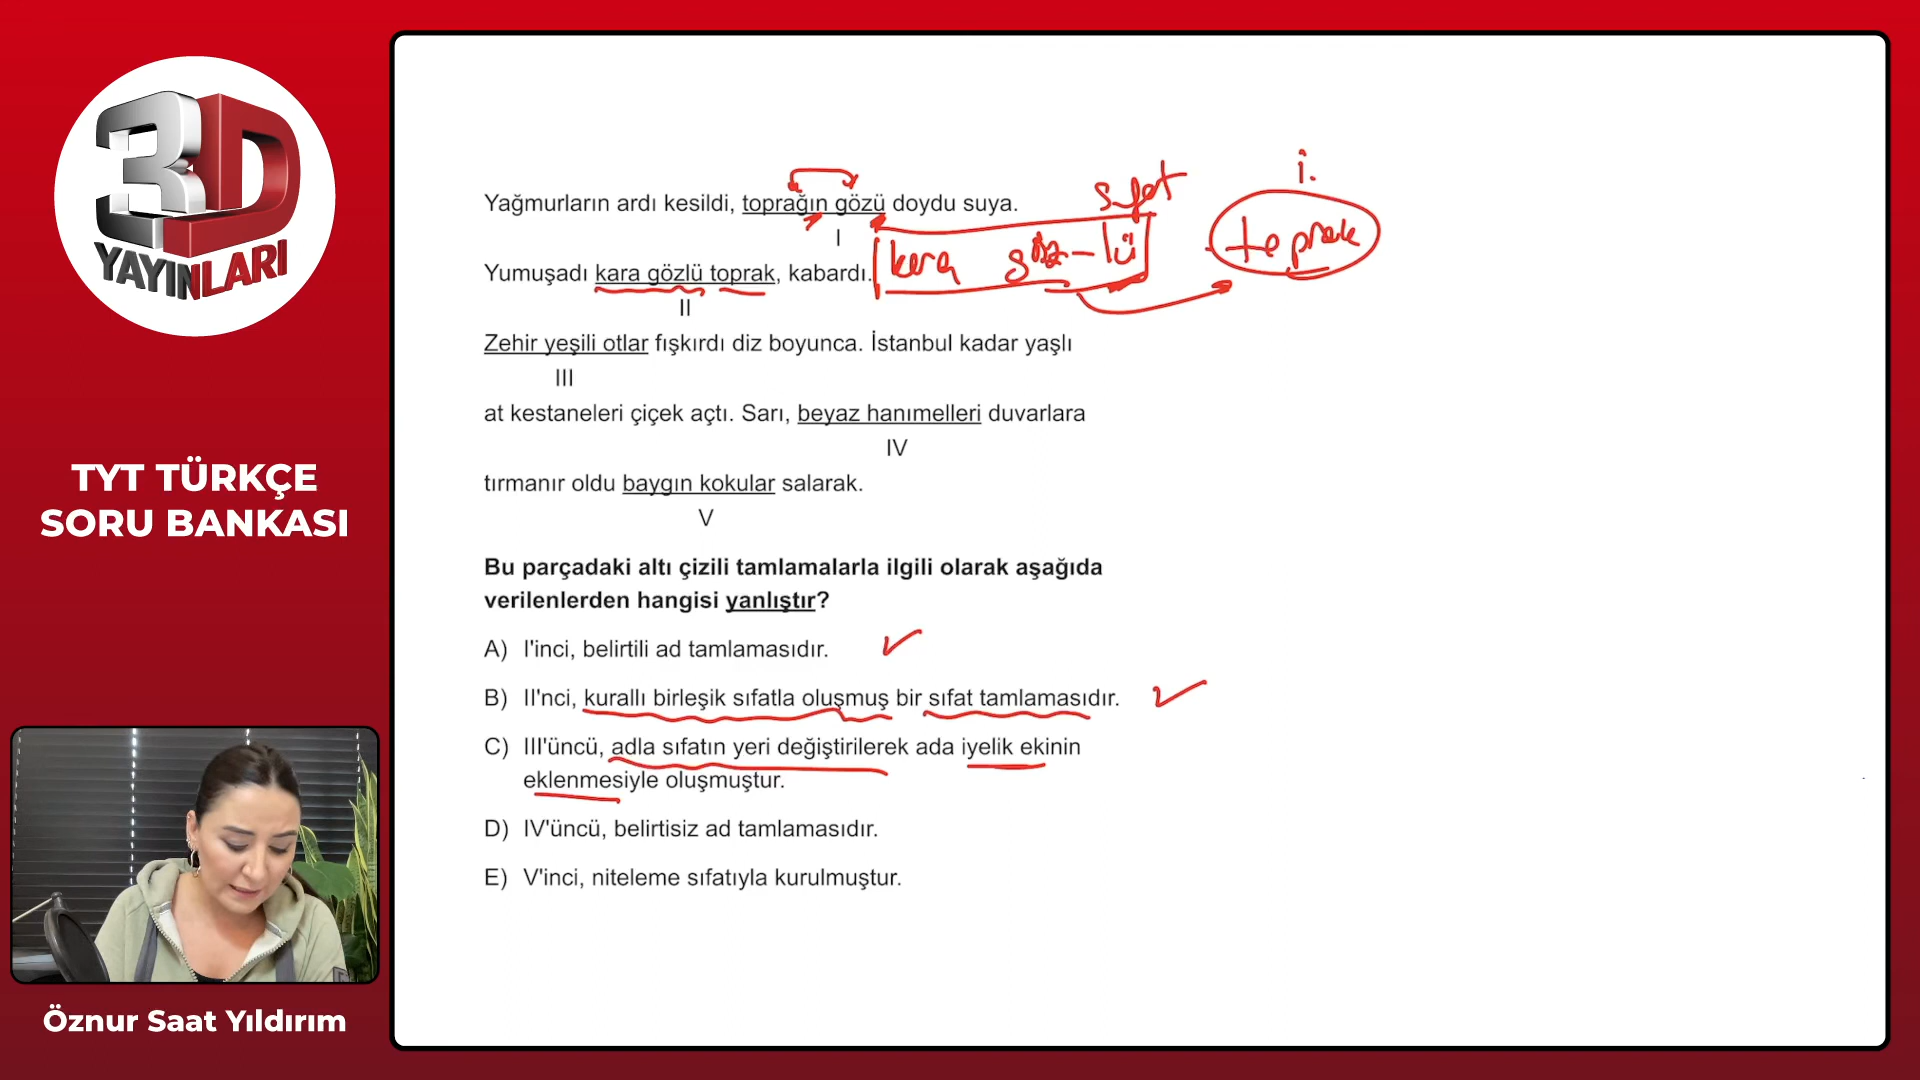 3D
YAYINLARI
TYT TÜRKÇE
SORU BANKASI
Öznur Saat Yıldırım
Yağmurların ardı kesildi, toprağın gözü doydu suya.
I
sıfat
i.
Yumuşadı kara gözlü toprak, kabardı.
II
kara göz-lü
toprak
Zehir yeşili otlar fışkırdı diz boyunca. İstanbul kadar yaşlı
III
at kestaneleri çiçek açtı. Sarı, beyaz hanımelleri duvarlara
IV
tırmanır oldu baygın kokular salarak.
V
Bu parçadaki altı çizili tamlamalarla ilgili olarak aşağıda
verilenlerden hangisi yanlıştır?
A) I'inci, belirtili ad tamlamasıdır.
B) II'nci, kurallı birleşik sıfatla oluşmuş bir sıfat tamlamasıdır.
C) III'üncü, adla sıfatın yeri değiştirilerek ada iyelik ekinin
eklenmesiyle oluşmuştur.
D) IV'üncü, belirtisiz ad tamlamasıdır.
E) V'inci, niteleme sıfatıyla kurulmuştur.